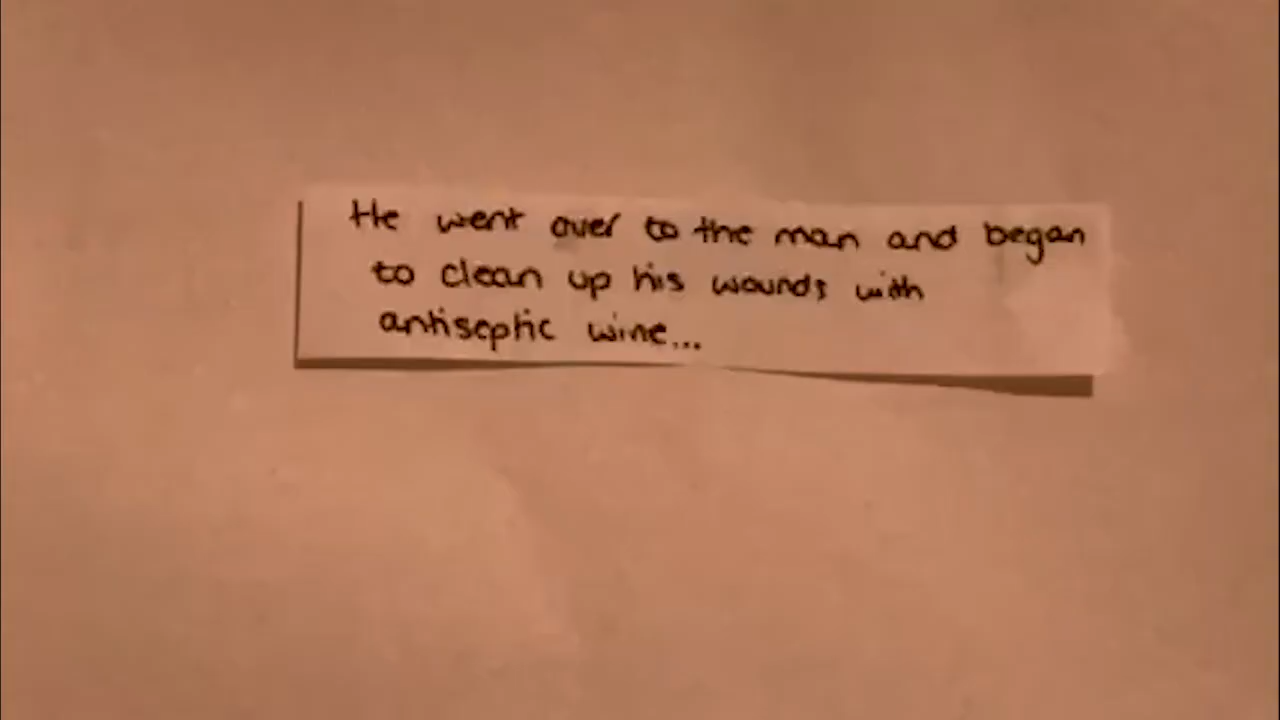 He went over to the man and began
to clean up his wounds with
antiseptic wine...